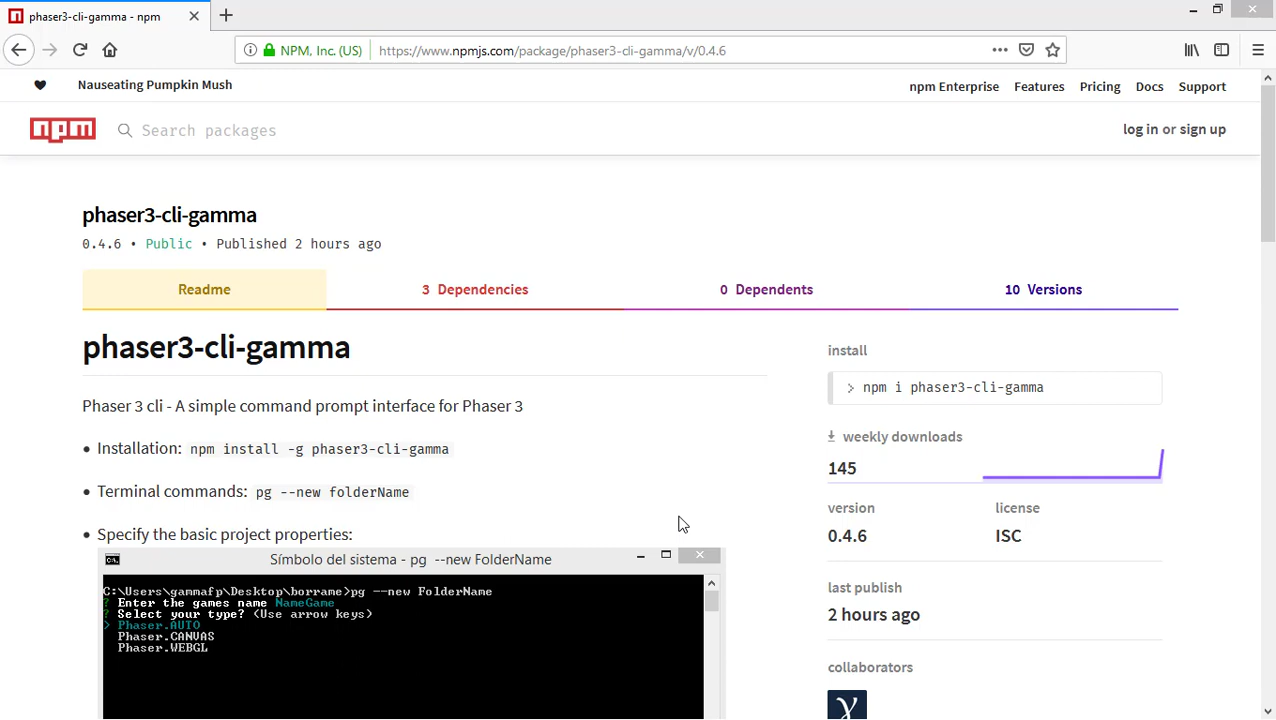 phaser3-cli-gamma - npm
NPM, Inc. (US)
https://www.npmjs.com/package/phaser3-cli-gamma/v/0.4.6
Nauseating Pumpkin Mush
npm Enterprise
Features
Pricing
Docs
Support
npm
Search packages
log in or sign up
phaser3-cli-gamma
0.4.6 • Public • Published 2 hours ago
Readme
3 Dependencies
0 Dependents
10 Versions
phaser3-cli-gamma
Phaser 3 cli - A simple command prompt interface for Phaser 3
• Installation: npm install -g phaser3-cli-gamma
• Terminal commands: pg --new folderName
• Specify the basic project properties:
Símbolo del sistema - pg --new FolderName
C:\Users\gammafp\Desktop\borrame>pg --new FolderName
? Enter the games name NameGame
? Select your type? (Use arrow keys)
> Phaser.AUTO
Phaser.CANVAS
Phaser.WEBGL
install
> npm i phaser3-cli-gamma
weekly downloads
145
version
0.4.6
license
ISC
last publish
2 hours ago
collaborators
γ